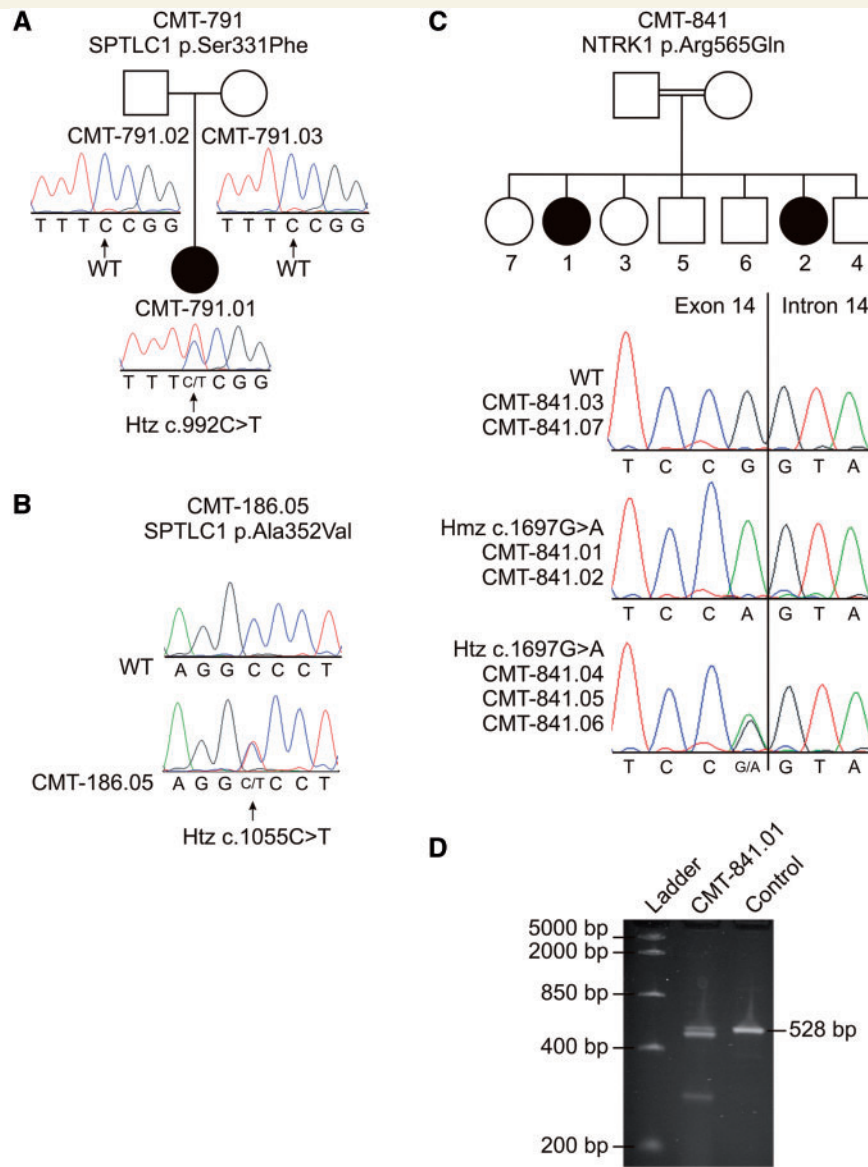 A
CMT-791
SPTLC1 p.Ser331Phe
CMT-791.02 CMT-791.03
T T T C C G G
T T T C C G G
WT
WT
CMT-791.01
T T T C/T C G G
Htz c.992C>T
B
CMT-186.05
SPTLC1 p.Ala352Val
WT
A G G C C C T
CMT-186.05
A G G C/T C C T
Htz c.1055C>T
C
CMT-841
NTRK1 p.Arg565Gln
7 1 3 5 6 2 4
Exon 14 Intron 14
WT
CMT-841.03
CMT-841.07
T C C G G T A
Hmz c.1697G>A
CMT-841.01
CMT-841.02
T C C A G T A
Htz c.1697G>A
CMT-841.04
CMT-841.05
CMT-841.06
T C C G/A G T A
D
Ladder
CMT-841.01
Control
5000 bp
2000 bp
850 bp
400 bp
200 bp
528 bp